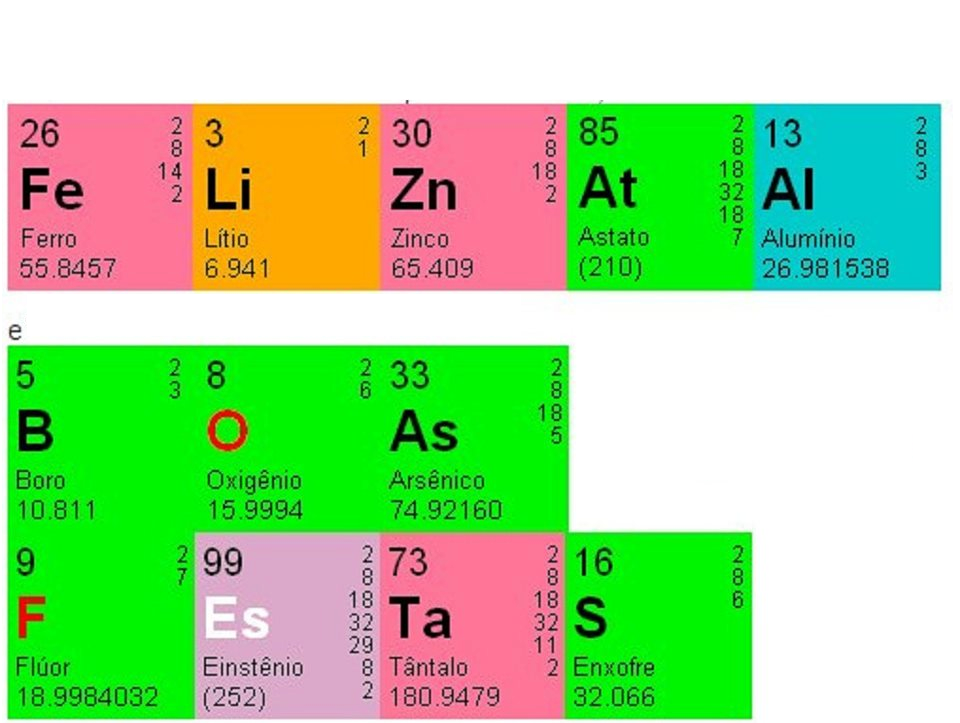 26 3 30 85 13
Fe Li Zn At Al
Ferro Lítio Zinco Astato Alumínio
55.8457 6.941 65.409 (210) 26.981538
2 8 14 2
2 1
2 8 18 2
2 8 18 32 18 7
2 8 3
e
5 8 33
B O As
Boro Oxigênio Arsênico
10.811 15.9994 74.92160
2 3
2 6
2 8 18 5
9 99 73 16
F Es Ta S
Flúor Einstênio Tântalo Enxofre
18.9984032 (252) 180.9479 32.066
2 7
2 8 18 32 29 8 2
2 8 18 32 11 2
2 8 6